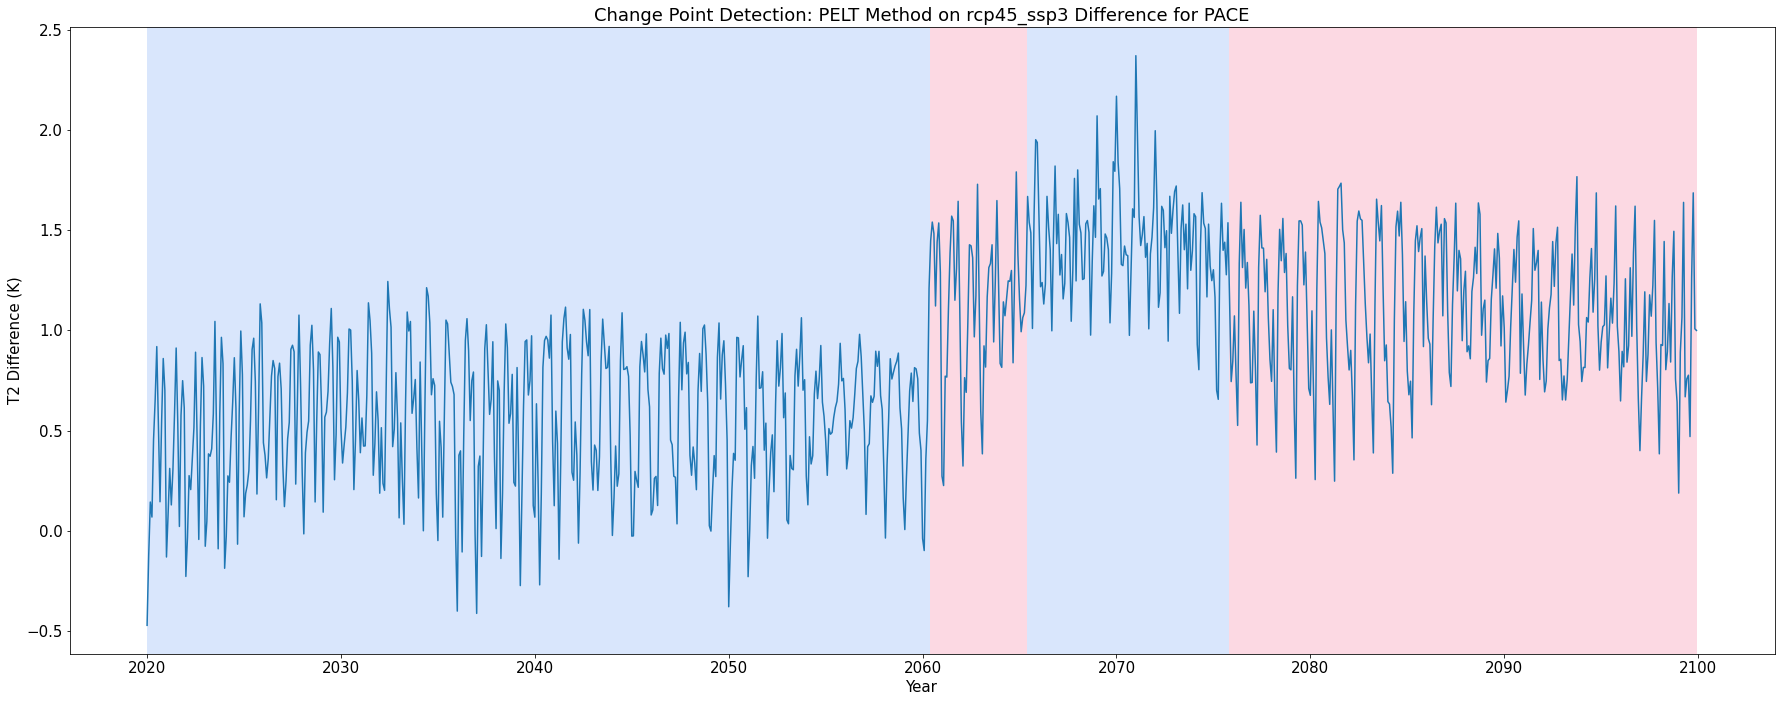 Change Point Detection: PELT Method on rcp45_ssp3 Difference for PACE
2.5
2.0
1.5
1.0
0.5
0.0
−0.5
T2 Difference (K)
2020 2030 2040 2050 2060 2070 2080 2090 2100
Year